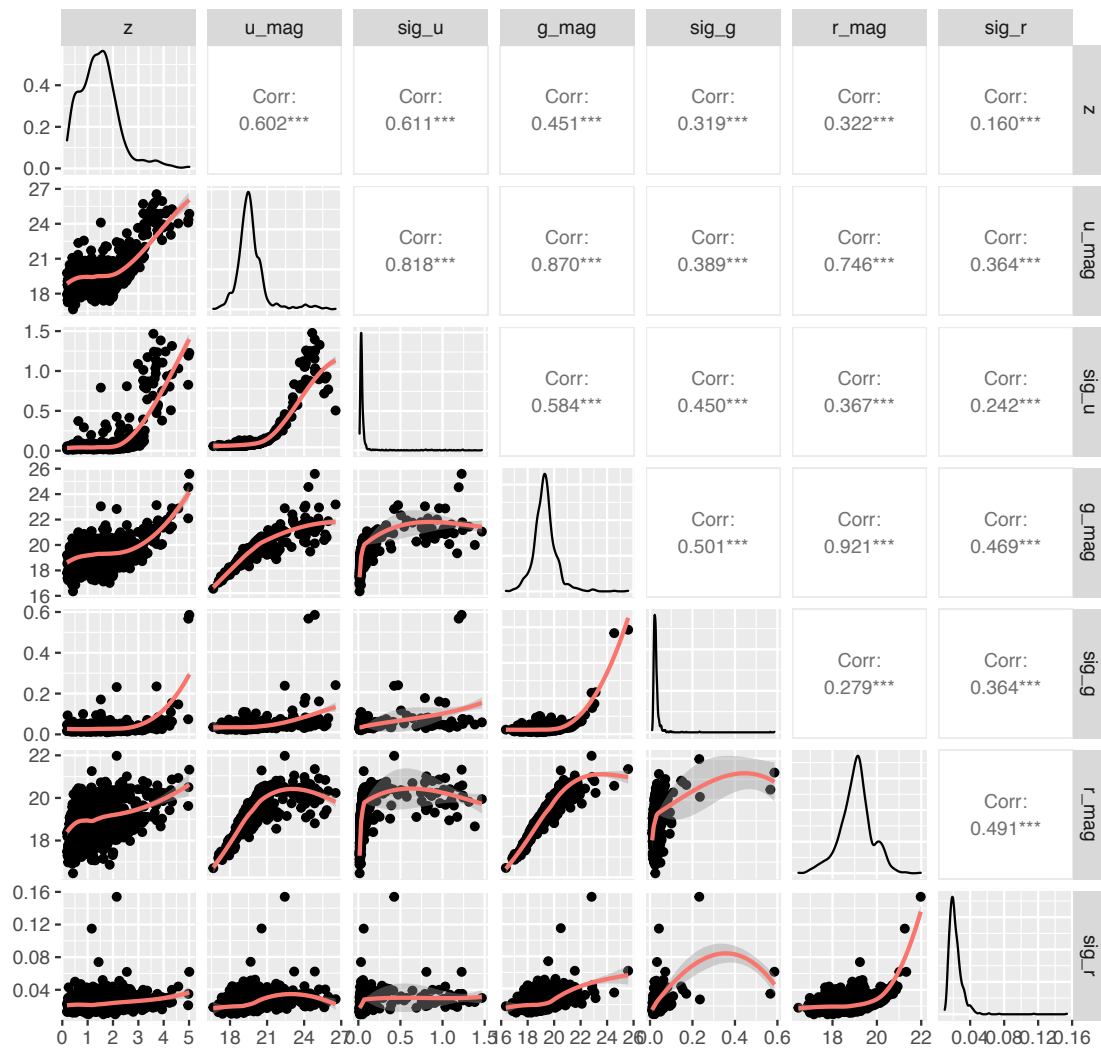 z u_mag sig_u g_mag sig_g r_mag sig_r
0.4
0.2
0.0
Corr: Corr: Corr: Corr: Corr: Corr:
0.602*** 0.611*** 0.451*** 0.319*** 0.322*** 0.160***
z
27
24
21
18
Corr: Corr: Corr: Corr: Corr:
0.818*** 0.870*** 0.389*** 0.746*** 0.364***
u_mag
1.5
1.0
0.5
0.0
Corr: Corr: Corr: Corr:
0.584*** 0.450*** 0.367*** 0.242***
sig_u
26
24
22
20
18
16
Corr: Corr: Corr:
0.501*** 0.921*** 0.469***
g_mag
0.6
0.4
0.2
0.0
Corr: Corr:
0.279*** 0.364***
sig_g
22
20
18
Corr:
0.491***
r_mag
0.16
0.12
0.08
0.04
sig_r
0 1 2 3 4 5 18 21 24 27 0.0 0.5 1.0 1.5 16 18 20 22 24 26 0.0 0.2 0.4 0.6 18 20 22 0.04 0.08 0.12 0.16